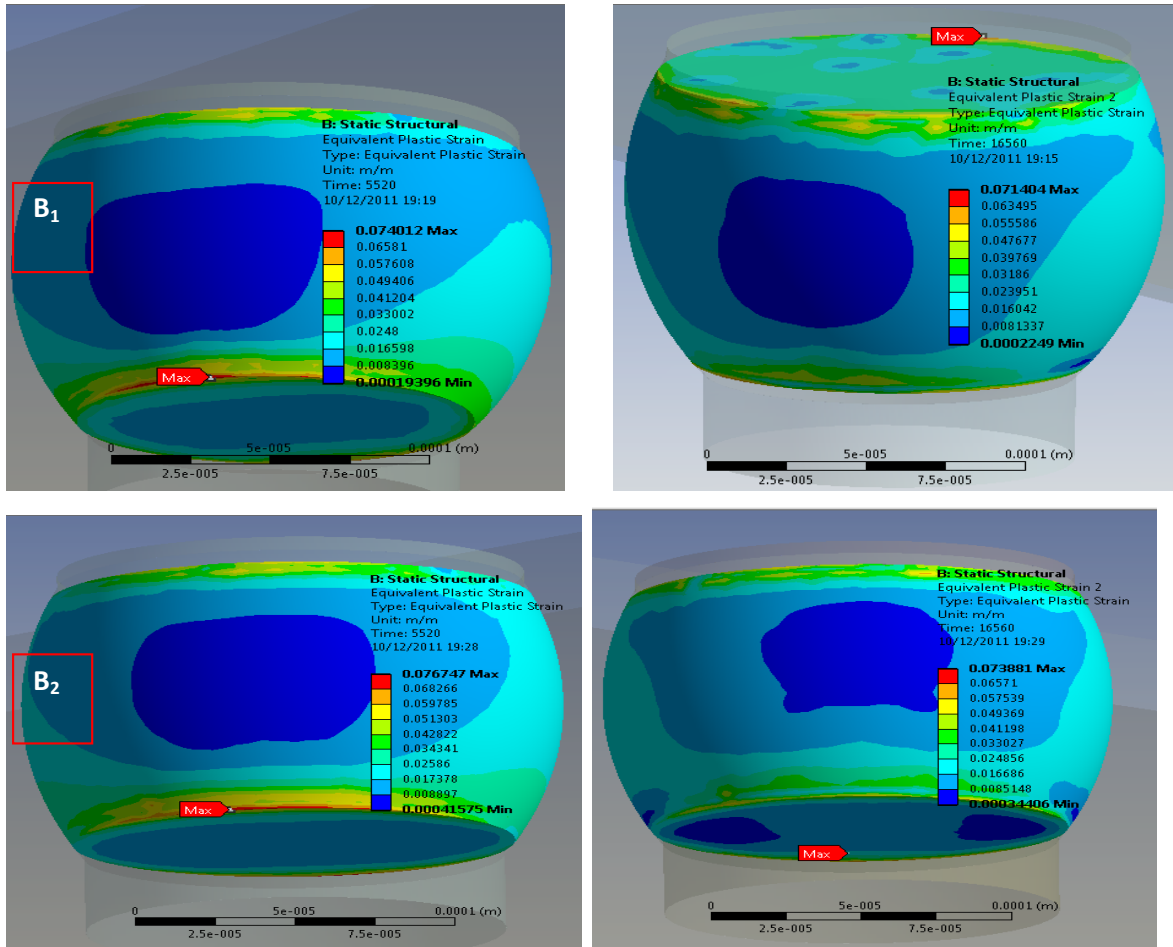 Max
B: Static Structural
Equivalent Plastic Strain
Type: Equivalent Plastic Strain
Unit: m/m
Time: 5520
10/12/2011 19:19
B1
0.074012 Max
0.06581
0.057608
0.049406
0.041204
0.033002
0.0248
0.016598
0.008396
0.00019396 Min
0
5e-005
0.0001 (m)
2.5e-005
7.5e-005
Max
B: Static Structural
Equivalent Plastic Strain 2
Type: Equivalent Plastic Strain
Unit: m/m
Time: 16560
10/12/2011 19:15
0.071404 Max
0.063495
0.055586
0.047677
0.039769
0.03186
0.023951
0.016042
0.0081337
0.0002249 Min
0
5e-005
0.0001 (m)
2.5e-005
7.5e-005
B: Static Structural
Equivalent Plastic Strain
Type: Equivalent Plastic Strain
Unit: m/m
Time: 5520
10/12/2011 19:28
B2
0.076747 Max
0.068266
0.059785
0.051303
0.042822
0.034341
0.02586
0.017378
0.008897
0.00041575 Min
Max
0
5e-005
0.0001 (m)
2.5e-005
7.5e-005
B: Static Structural
Equivalent Plastic Strain 2
Type: Equivalent Plastic Strain
Unit: m/m
Time: 16560
10/12/2011 19:29
0.073881 Max
0.06571
0.057539
0.049369
0.041198
0.033027
0.024856
0.016686
0.0085148
0.00034406 Min
Max
0
5e-005
0.0001 (m)
2.5e-005
7.5e-005